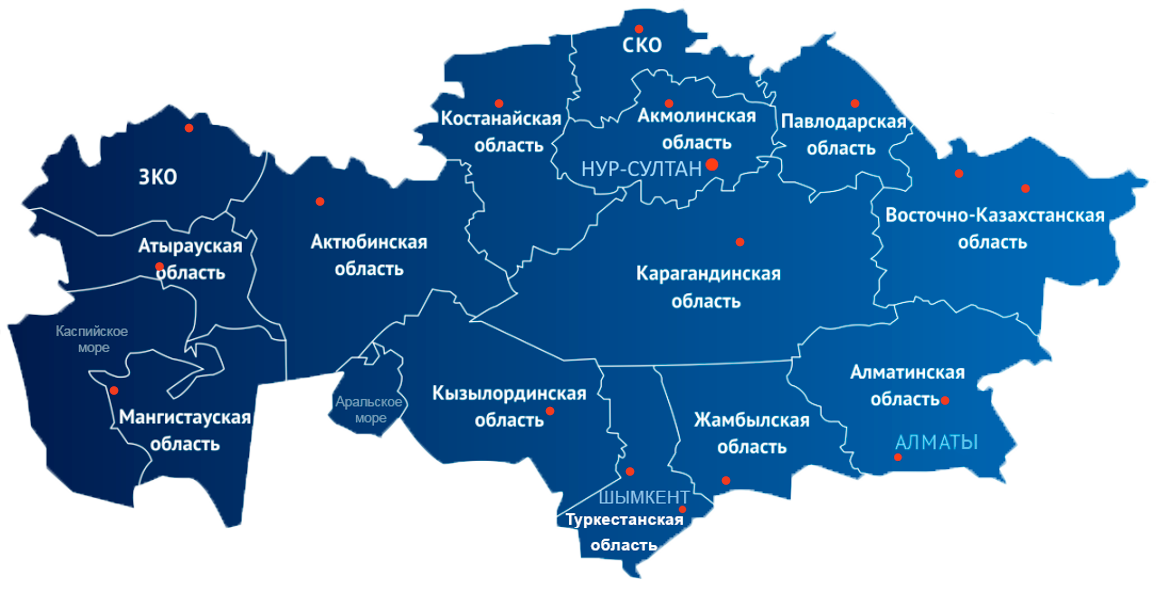 СКО
Костанайская
область
Акмолинская
область
НУР-СУЛТАН
Павлодарская
область
ЗКО
Восточно-Казахстанская
область
Атырауская
область
Актюбинская
область
Карагандинская
область
Каспийское
море
Мангистауская
область
Аральское
море
Кызылординская
область
Жамбылская
область
Алматинская
область
АЛМАТЫ
ШЫМКЕНТ
Туркестанская
область